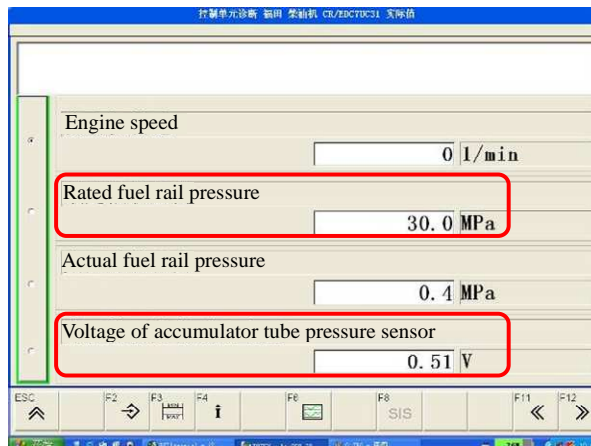 控制单元诊断 福田 柴油机 CR/EDC7UC31 实际值
Engine speed
0 1/min
Rated fuel rail pressure
30.0 MPa
Actual fuel rail pressure
0.4 MPa
Voltage of accumulator tube pressure sensor
0.51 V
ESC F2 F3 F4 F6 F8 F11 F12
SIS